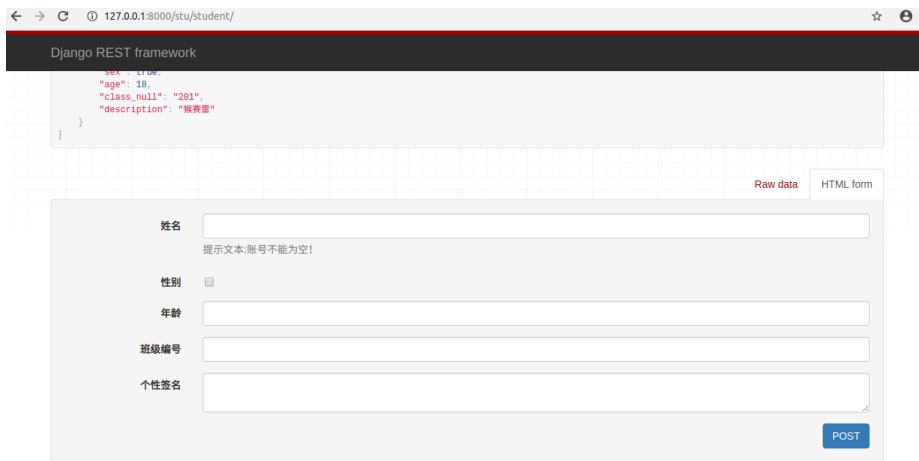 127.0.0.1:8000/stu/student/
Django REST framework
"sex": true,
"age": 18,
"class_null": "201",
"description": "猴赛雷"
}
]
Raw data HTML form
姓名
提示文本:账号不能为空!
性别
年龄
班级编号
个性签名
POST